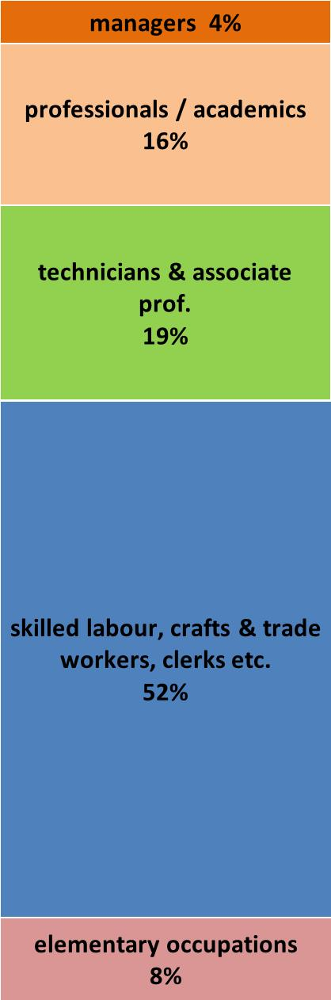 managers  4%
professionals / academics
16%
technicians & associate
prof.
19%
skilled labour, crafts & trade
workers, clerks etc.
52%
elementary occupations
8%